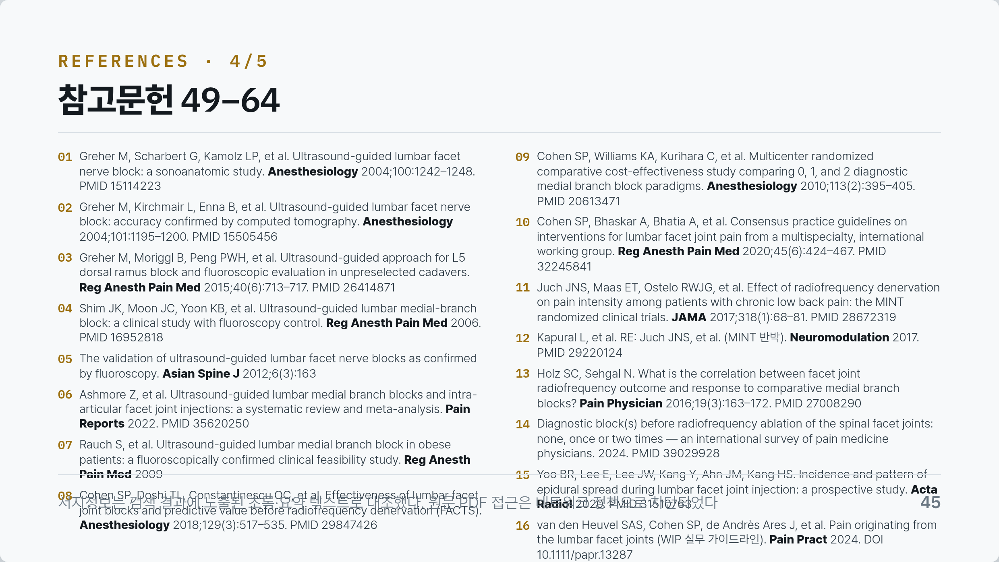 REFERENCES · 4/5
참고문헌 49–64
01 Greher M, Scharbert G, Kamolz LP, et al. Ultrasound-guided lumbar facet
nerve block: a sonoanatomic study. Anesthesiology 2004;100:1242–1248.
PMID 15114223
02 Greher M, Kirchmair L, Enna B, et al. Ultrasound-guided lumbar facet nerve
block: accuracy confirmed by computed tomography. Anesthesiology
2004;101:1195–1200. PMID 15505456
03 Greher M, Moriggl B, Peng PWH, et al. Ultrasound-guided approach for L5
dorsal ramus block and fluoroscopic evaluation in unpreselected cadavers.
Reg Anesth Pain Med 2015;40(6):713–717. PMID 26414871
04 Shim JK, Moon JC, Yoon KB, et al. Ultrasound-guided lumbar medial-branch
block: a clinical study with fluoroscopy control. Reg Anesth Pain Med 2006.
PMID 16952818
05 The validation of ultrasound-guided lumbar facet nerve blocks as confirmed
by fluoroscopy. Asian Spine J 2012;6(3):163
06 Ashmore Z, et al. Ultrasound-guided lumbar medial branch blocks and intra-
articular facet joint injections: a systematic review and meta-analysis. Pain
Reports 2022. PMID 35620250
07 Rauch S, et al. Ultrasound-guided lumbar medial branch block in obese
patients: a fluoroscopically confirmed clinical feasibility study. Reg Anesth
Pain Med 2009
08 Cohen SP, Doshi TL, Constantinescu OC, et al. Effectiveness of lumbar facet
joint blocks and predictive value before radiofrequency denervation (FACTS).
Anesthesiology 2018;129(3):517–535. PMID 29847426
09 Cohen SP, Williams KA, Kurihara C, et al. Multicenter randomized
comparative cost-effectiveness study comparing 0, 1, and 2 diagnostic
medial branch block paradigms. Anesthesiology 2010;113(2):395–405.
PMID 20613471
10 Cohen SP, Bhaskar A, Bhatia A, et al. Consensus practice guidelines on
interventions for lumbar facet joint pain from a multispecialty, international
working group. Reg Anesth Pain Med 2020;45(6):424–467. PMID
32245841
11 Juch JNS, Maas ET, Ostelo RWJG, et al. Effect of radiofrequency denervation
on pain intensity among patients with chronic low back pain: the MINT
randomized clinical trials. JAMA 2017;318(1):68–81. PMID 28672319
12 Kapural L, et al. RE: Juch JNS, et al. (MINT 반박). Neuromodulation 2017.
PMID 29220124
13 Holz SC, Sehgal N. What is the correlation between facet joint
radiofrequency outcome and response to comparative medial branch
blocks? Pain Physician 2016;19(3):163–172. PMID 27008290
14 Diagnostic block(s) before radiofrequency ablation of the spinal facet joints:
none, once or two times — an international survey of pain medicine
physicians. 2024. PMID 39029928
15 Yoo BR, Lee E, Lee JW, Kang Y, Ahn JM, Kang HS. Incidence and pattern of
epidural spread during lumbar facet joint injection: a prospective study. Acta
Radiol 2020. PMID 31510763
16 van den Heuvel SAS, Cohen SP, de Andrès Ares J, et al. Pain originating from
the lumbar facet joints (WIP 실무 가이드라인). Pain Pract 2024. DOI
10.1111/papr.13287
서지정보는 검색 결과에 노출된 초록·요약 텍스트로 대조했다. 원문 PDF 접근은 네트워크 정책으로 차단되었다
45